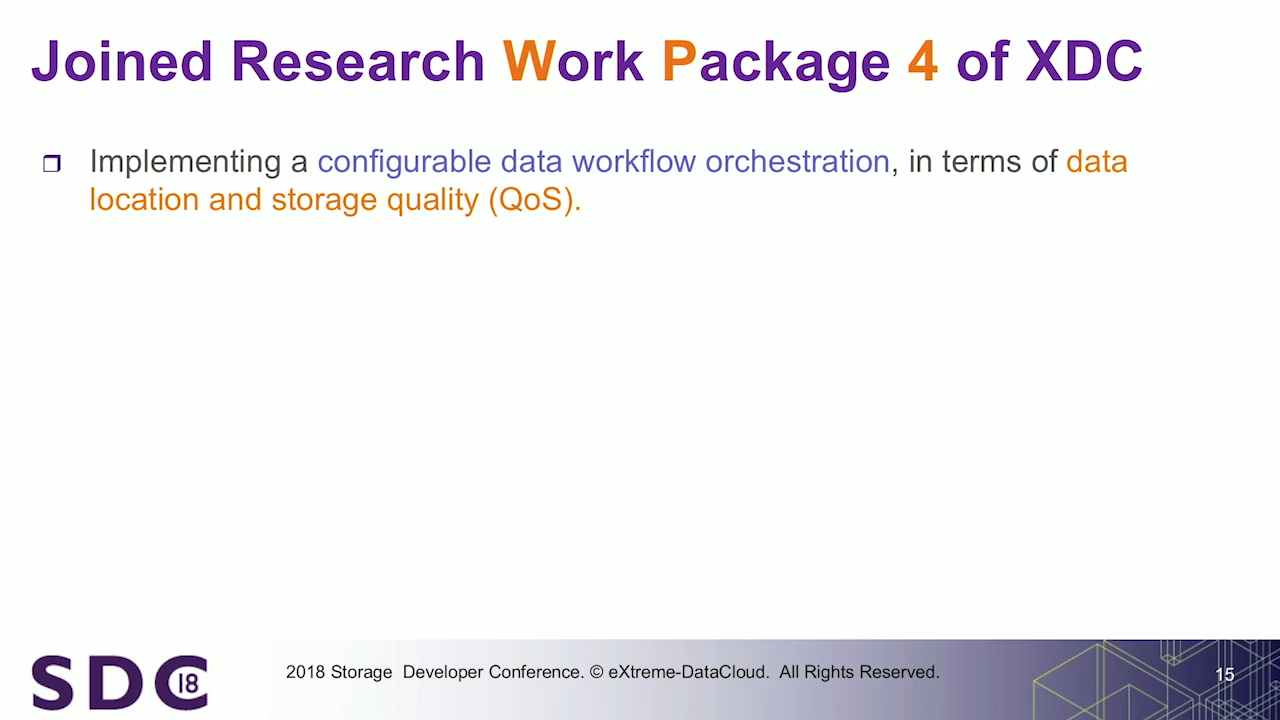 Joined Research Work Package 4 of XDC
Implementing a configurable data workflow orchestration, in terms of data
location and storage quality (QoS).
SDC 18
2018 Storage  Developer Conference. © eXtreme-DataCloud.  All Rights Reserved.
15